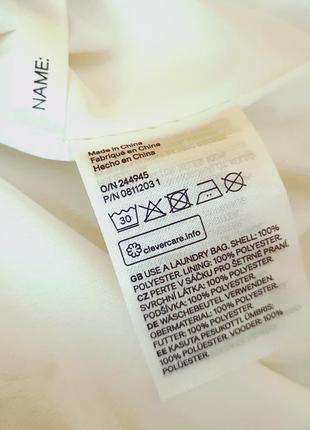 NAME:
Made in China
Fabriqué en Chine
Hecho en China
O/N 244945
P/N 0811203 1
30
clevercare.info
GB USE A LAUNDRY BAG. SHELL: 100%
POLYESTER, LINING: 100% POLYESTER
CZ PERTE V SÁČKU PRO ŠETRNÉ PRANÍ.
SVRCHNÍ LÁTKA: 100% POLYESTER,
PODŠÍVKA: 100% POLYESTER
DE WÄSCHEBEUTEL VERWENDEN.
OBERMATERIAL: 100% POLYESTER,
FUTTER: 100% POLYESTER
EE KASUTA PESUKOTTI. ÜMBRIS:
100% POLÜESTER, VOODER: 100%
POLÜESTER